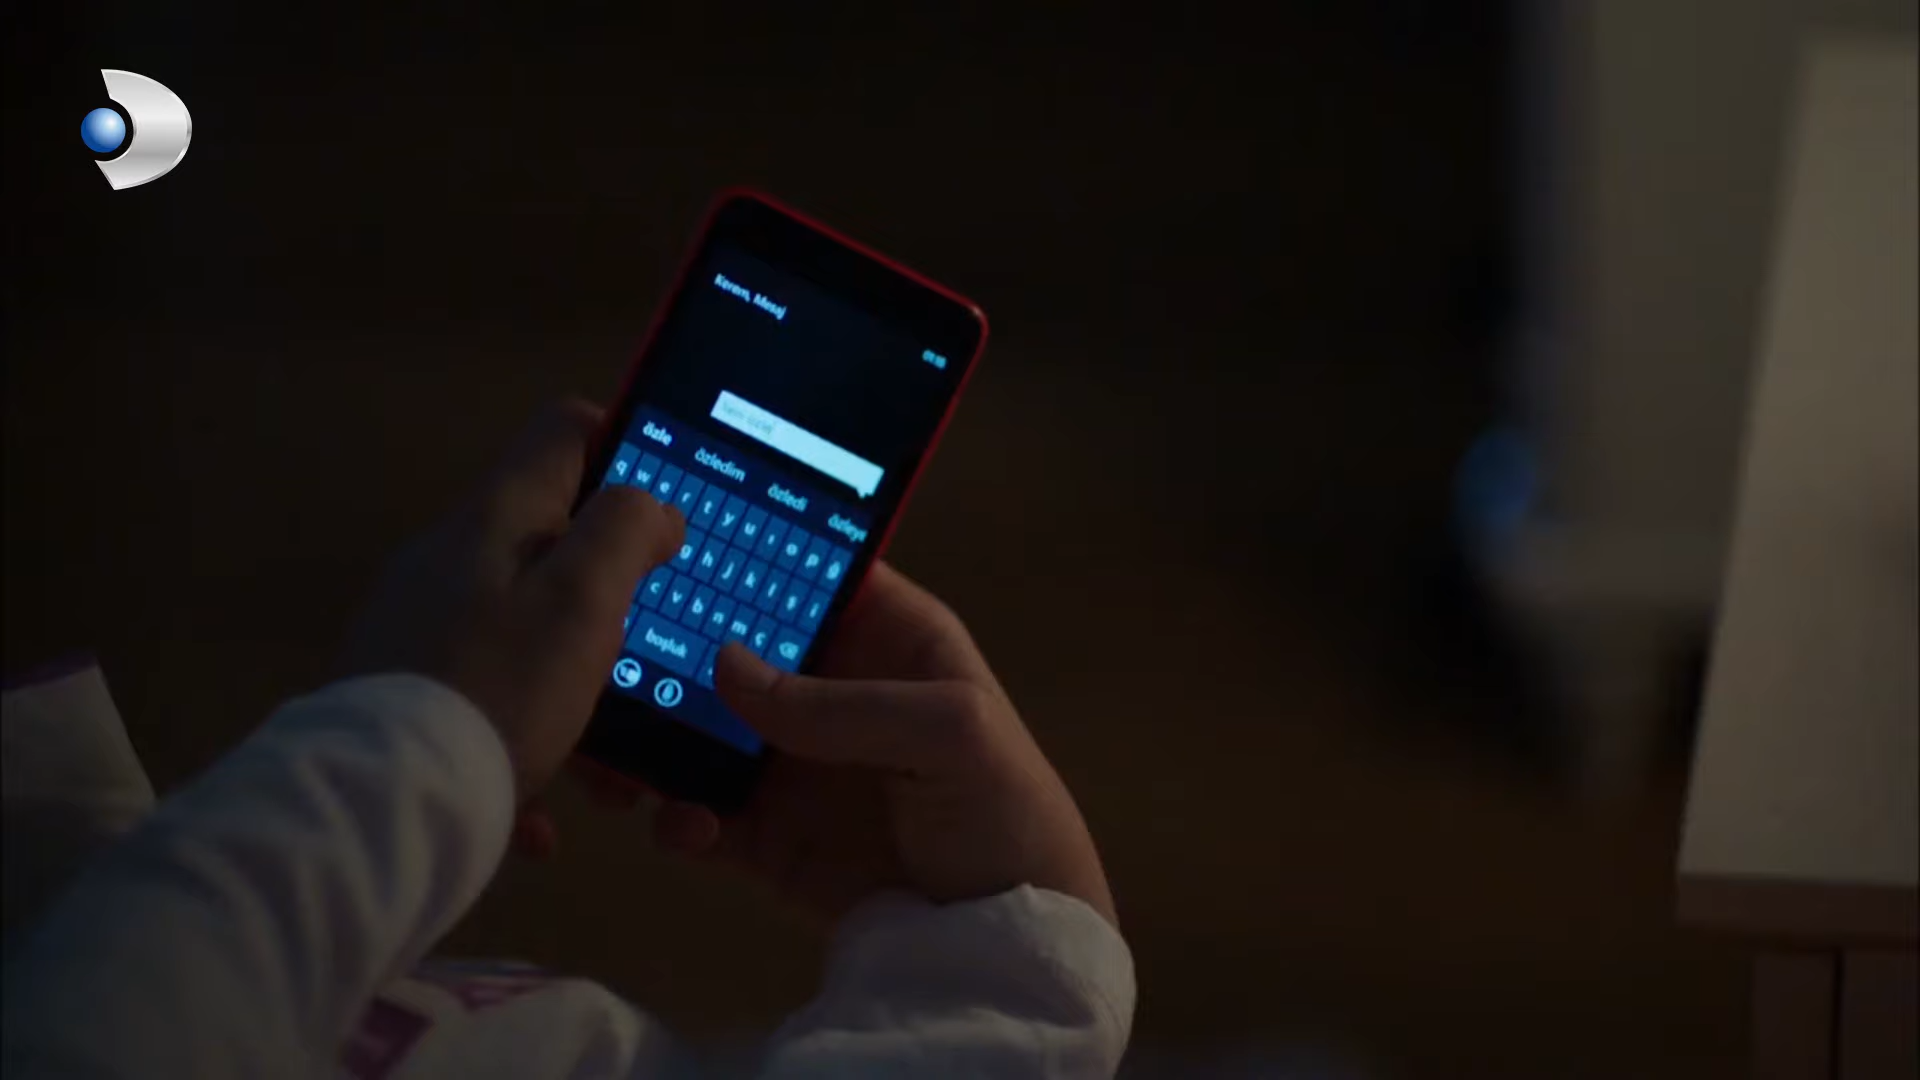 Kerem, Mesaj
özle özledim özledi
q w e r t y u ı o p ğ
g h j k l ş i
c v b n m ç
boşluk